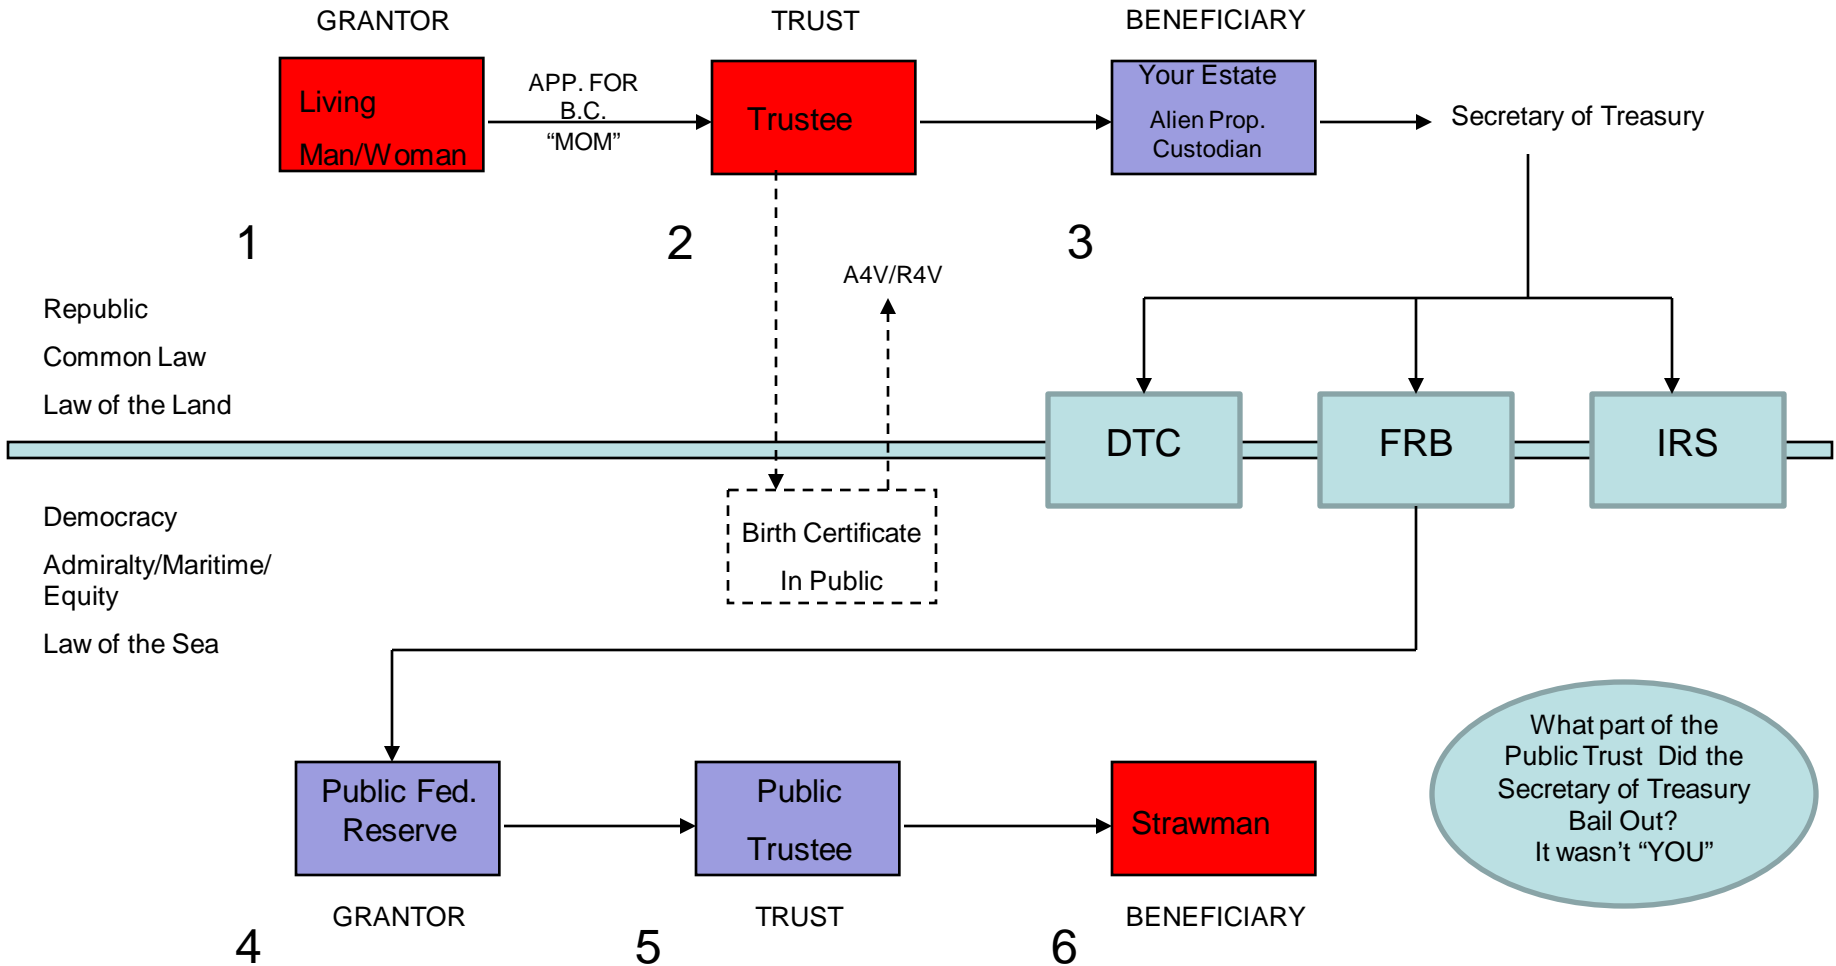 GRANTOR
TRUST
BENEFICIARY
Living
Man/Woman
APP. FOR
B.C.
“MOM”
Trustee
Your Estate
Alien Prop.
Custodian
Secretary of Treasury
1
2
3
A4V/R4V
Republic
Common Law
Law of the Land
DTC
FRB
IRS
Democracy
Admiralty/Maritime/
Equity
Law of the Sea
Birth Certificate
In Public
What part of the
Public Trust Did the
Secretary of Treasury
Bail Out?
It wasn’t “YOU”
Public Fed.
Reserve
Public
Trustee
Strawman
GRANTOR
TRUST
BENEFICIARY
4
5
6